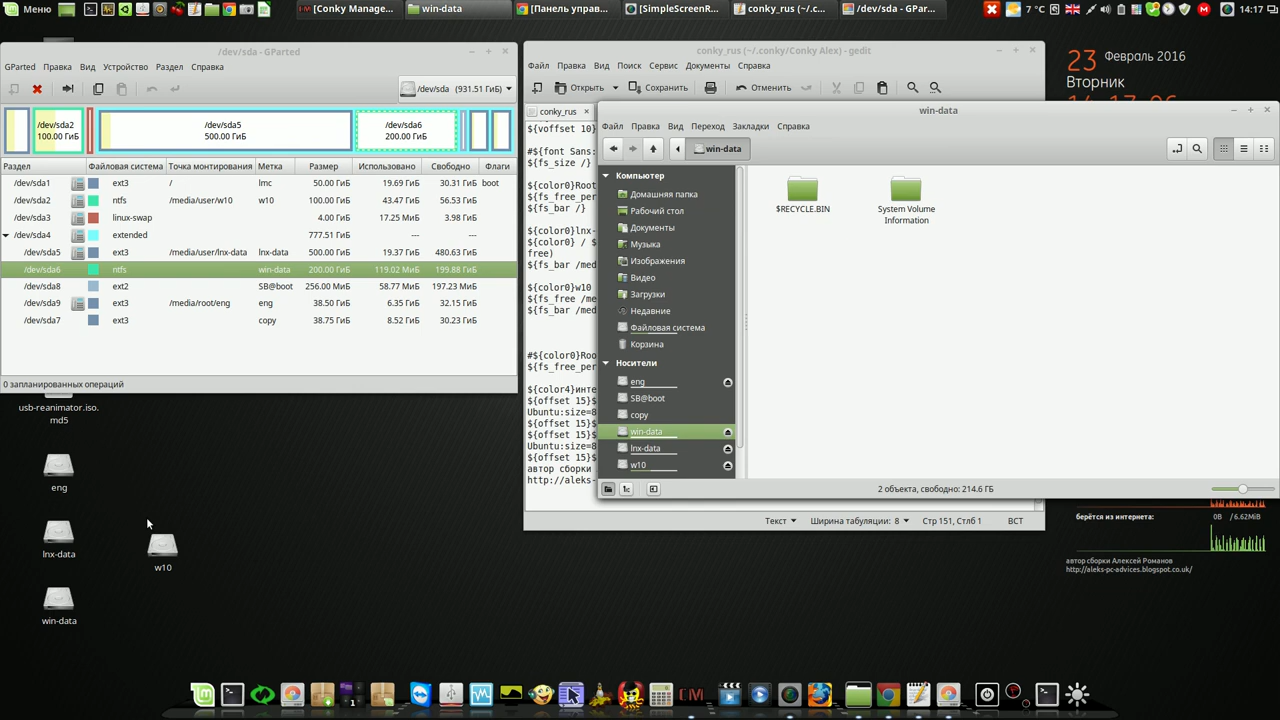 Меню
[Conky Manage...
win-data
[Панель управ...
[SimpleScreenR...
conky_rus (~/.c...
/dev/sda - GPar...
7 °C
14:17
/dev/sda - GParted
GParted Правка Вид Устройство Раздел Справка
/dev/sda (931.51 ГиБ)
/dev/sda2
100.00 ГиБ
/dev/sda5
500.00 ГиБ
/dev/sda6
200.00 ГиБ
Раздел Файловая система Точка монтирования Метка Размер Использовано Свободно Флаги
/dev/sda1 ext3 / lmc 50.00 ГиБ 19.69 ГиБ 30.31 ГиБ boot
/dev/sda2 ntfs /media/user/w10 w10 100.00 ГиБ 43.47 ГиБ 56.53 ГиБ
/dev/sda3 linux-swap 4.00 ГиБ 17.25 МиБ 3.98 ГиБ
/dev/sda4 extended 777.51 ГиБ --- ---
/dev/sda5 ext3 /media/user/lnx-data lnx-data 500.00 ГиБ 19.37 ГиБ 480.63 ГиБ
/dev/sda6 ntfs win-data 200.00 ГиБ 119.02 МиБ 199.88 ГиБ
/dev/sda8 ext2 SB@boot 256.00 МиБ 58.77 МиБ 197.23 МиБ
/dev/sda9 ext3 /media/root/eng eng 38.50 ГиБ 6.35 ГиБ 32.15 ГиБ
/dev/sda7 ext3 copy 38.75 ГиБ 8.52 ГиБ 30.23 ГиБ
0 запланированных операций
conky_rus (~/.conky/Conky Alex) - gedit
Файл Правка Вид Поиск Сервис Документы Справка
Открыть Сохранить Отменить
conky_rus
${voffset 10}
#${font Sans:
${fs_size /}
${color0}Root
${fs_free_per
${fs_bar /}
${color0}lnx-
${color0} / $
free)
${fs_bar /med
${color0}w10
${fs_free /me
${fs_bar /med
#${color0}Roo
${fs_free_per
${color4}инте
${offset 15}$
Ubuntu:size=8
${offset 15}$
${offset 15}$
Ubuntu:size=8
${offset 15}$
автор сборки
http://aleks-
Текст Ширина табуляции: 8 Стр 151, Стлб 1 ВСТ
win-data
Файл Правка Вид Переход Закладки Справка
win-data
Компьютер
Домашняя папка
Рабочий стол
Документы
Музыка
Изображения
Видео
Загрузки
Недавние
Файловая система
Корзина
Носители
eng
SB@boot
copy
win-data
lnx-data
w10
$RECYCLE.BIN
System Volume
Information
2 объекта, свободно: 214.6 ГБ
23 Февраль 2016
Вторник
usb-reanimator.iso.
md5
eng
lnx-data
w10
win-data
берётся из интернета: 0B / 6.62MiB
автор сборки Алексей Романов
http://aleks-pc-advices.blogspot.co.uk/